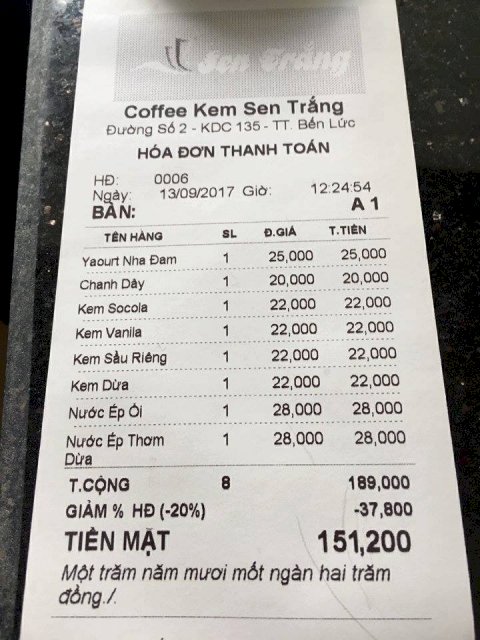 Sen Trắng
Coffee Kem Sen Trắng
Đường Số 2 - KDC 135 - TT. Bến Lức
HÓA ĐƠN THANH TOÁN
HĐ: 0006
Ngày: 13/09/2017 Giờ: 12:24:54
BÀN: A 1
TÊN HÀNG SL Đ.GIÁ T.TIỀN
Yaourt Nha Đam 1 25,000 25,000
Chanh Dây 1 20,000 20,000
Kem Socola 1 22,000 22,000
Kem Vanila 1 22,000 22,000
Kem Sầu Riêng 1 22,000 22,000
Kem Dừa 1 22,000 22,000
Nước Ép Ổi 1 28,000 28,000
Nước Ép Thơm 1 28,000 28,000
Dừa
T.CỘNG 8 189,000
GIẢM % HĐ (-20%) -37,800
TIỀN MẶT 151,200
Một trăm năm mươi mốt ngàn hai trăm
đồng./.